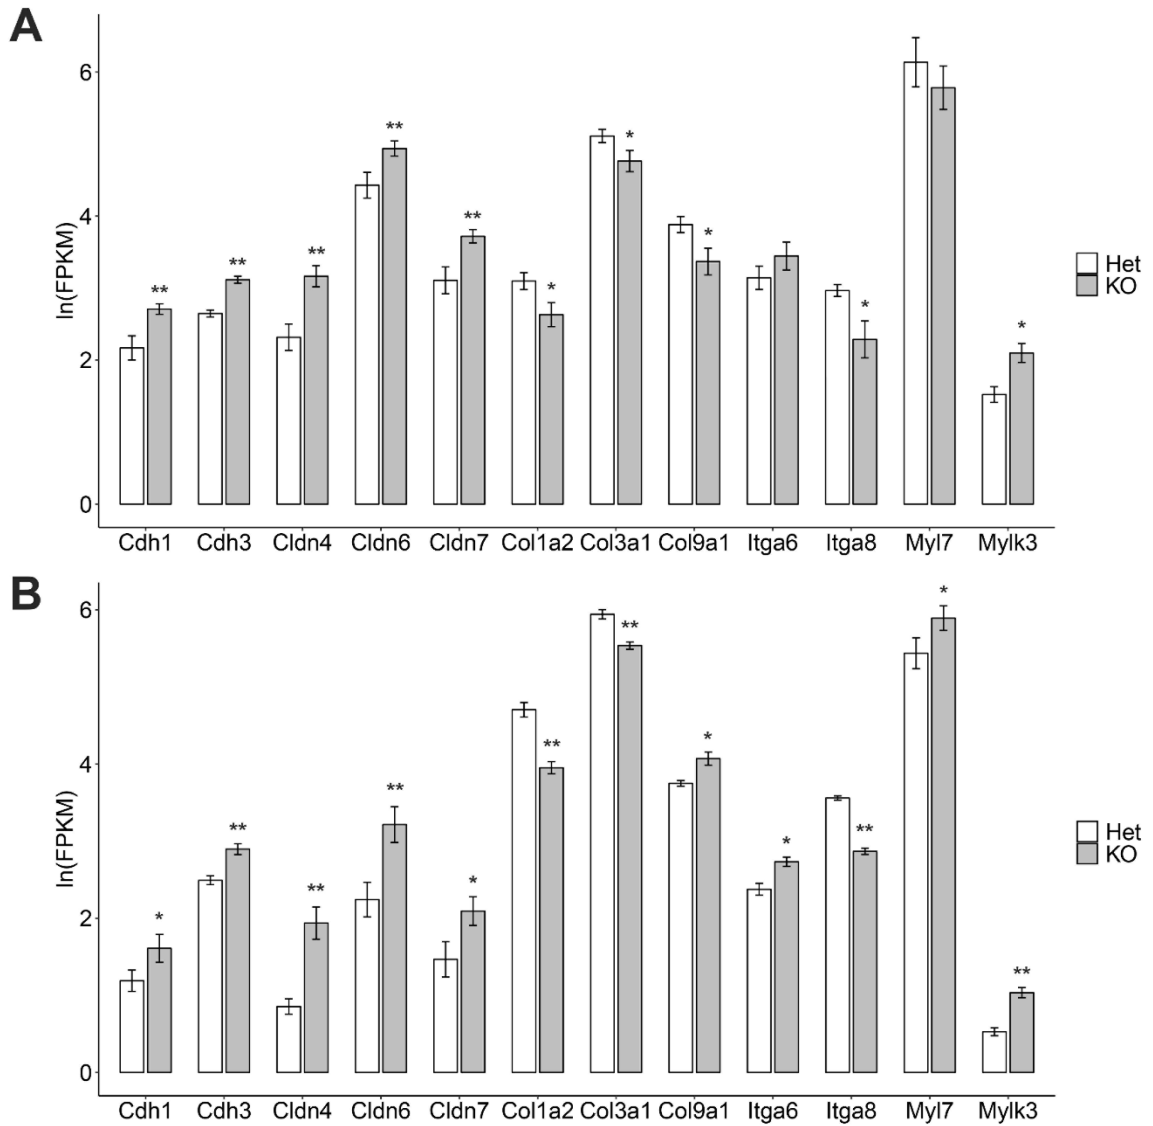 A
6
4
2
0
ln(FPKM)
** ** ** ** ** * * * * *
Cdh1 Cdh3 Cldn4 Cldn6 Cldn7 Col1a2 Col3a1 Col9a1 Itga6 Itga8 Myl7 Mylk3
Het
KO
B
6
4
2
0
ln(FPKM)
* ** ** ** * ** ** * * ** * **
Cdh1 Cdh3 Cldn4 Cldn6 Cldn7 Col1a2 Col3a1 Col9a1 Itga6 Itga8 Myl7 Mylk3
Het
KO